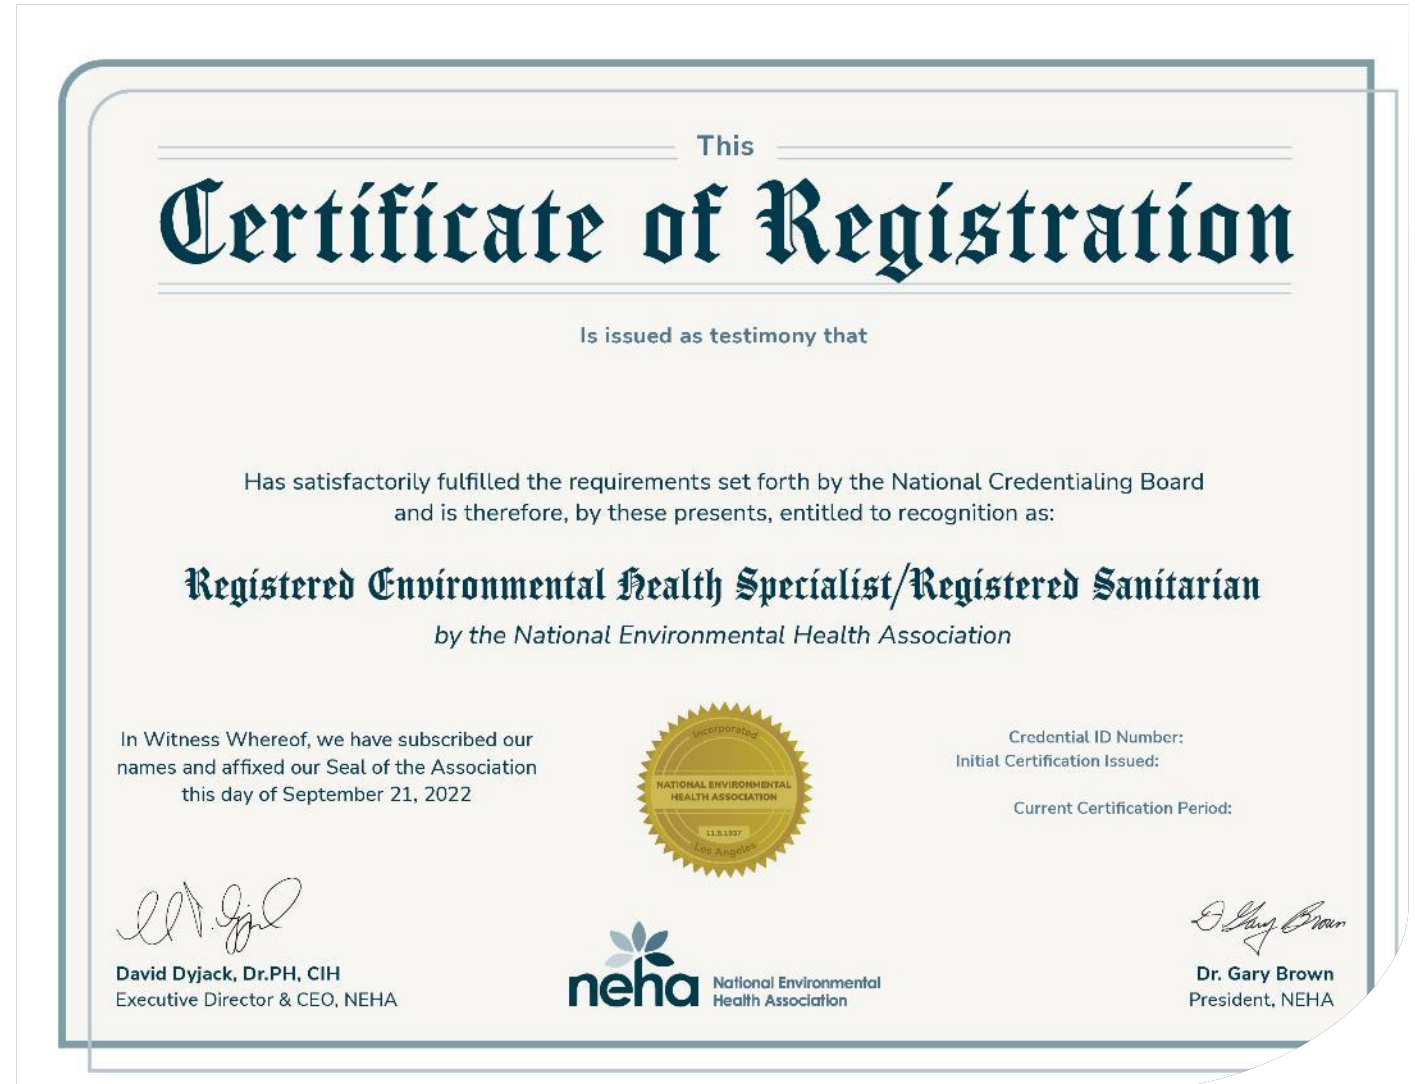 This
Certificate of Registration
Is issued as testimony that
Has satisfactorily fulfilled the requirements set forth by the National Credentialing Board
and is therefore, by these presents, entitled to recognition as:
Registered Environmental Health Specialist/Registered Sanitarian
by the National Environmental Health Association
In Witness Whereof, we have subscribed our
names and affixed our Seal of the Association
this day of September 21, 2022
Incorporated
NATIONAL ENVIRONMENTAL
HEALTH ASSOCIATION
11.8.1937
Los Angeles
Credential ID Number:
Initial Certification Issued:
Current Certification Period:
David Dyjack, Dr.PH, CIH
Executive Director & CEO, NEHA
neha
National Environmental
Health Association
D Gary Brown
Dr. Gary Brown
President, NEHA